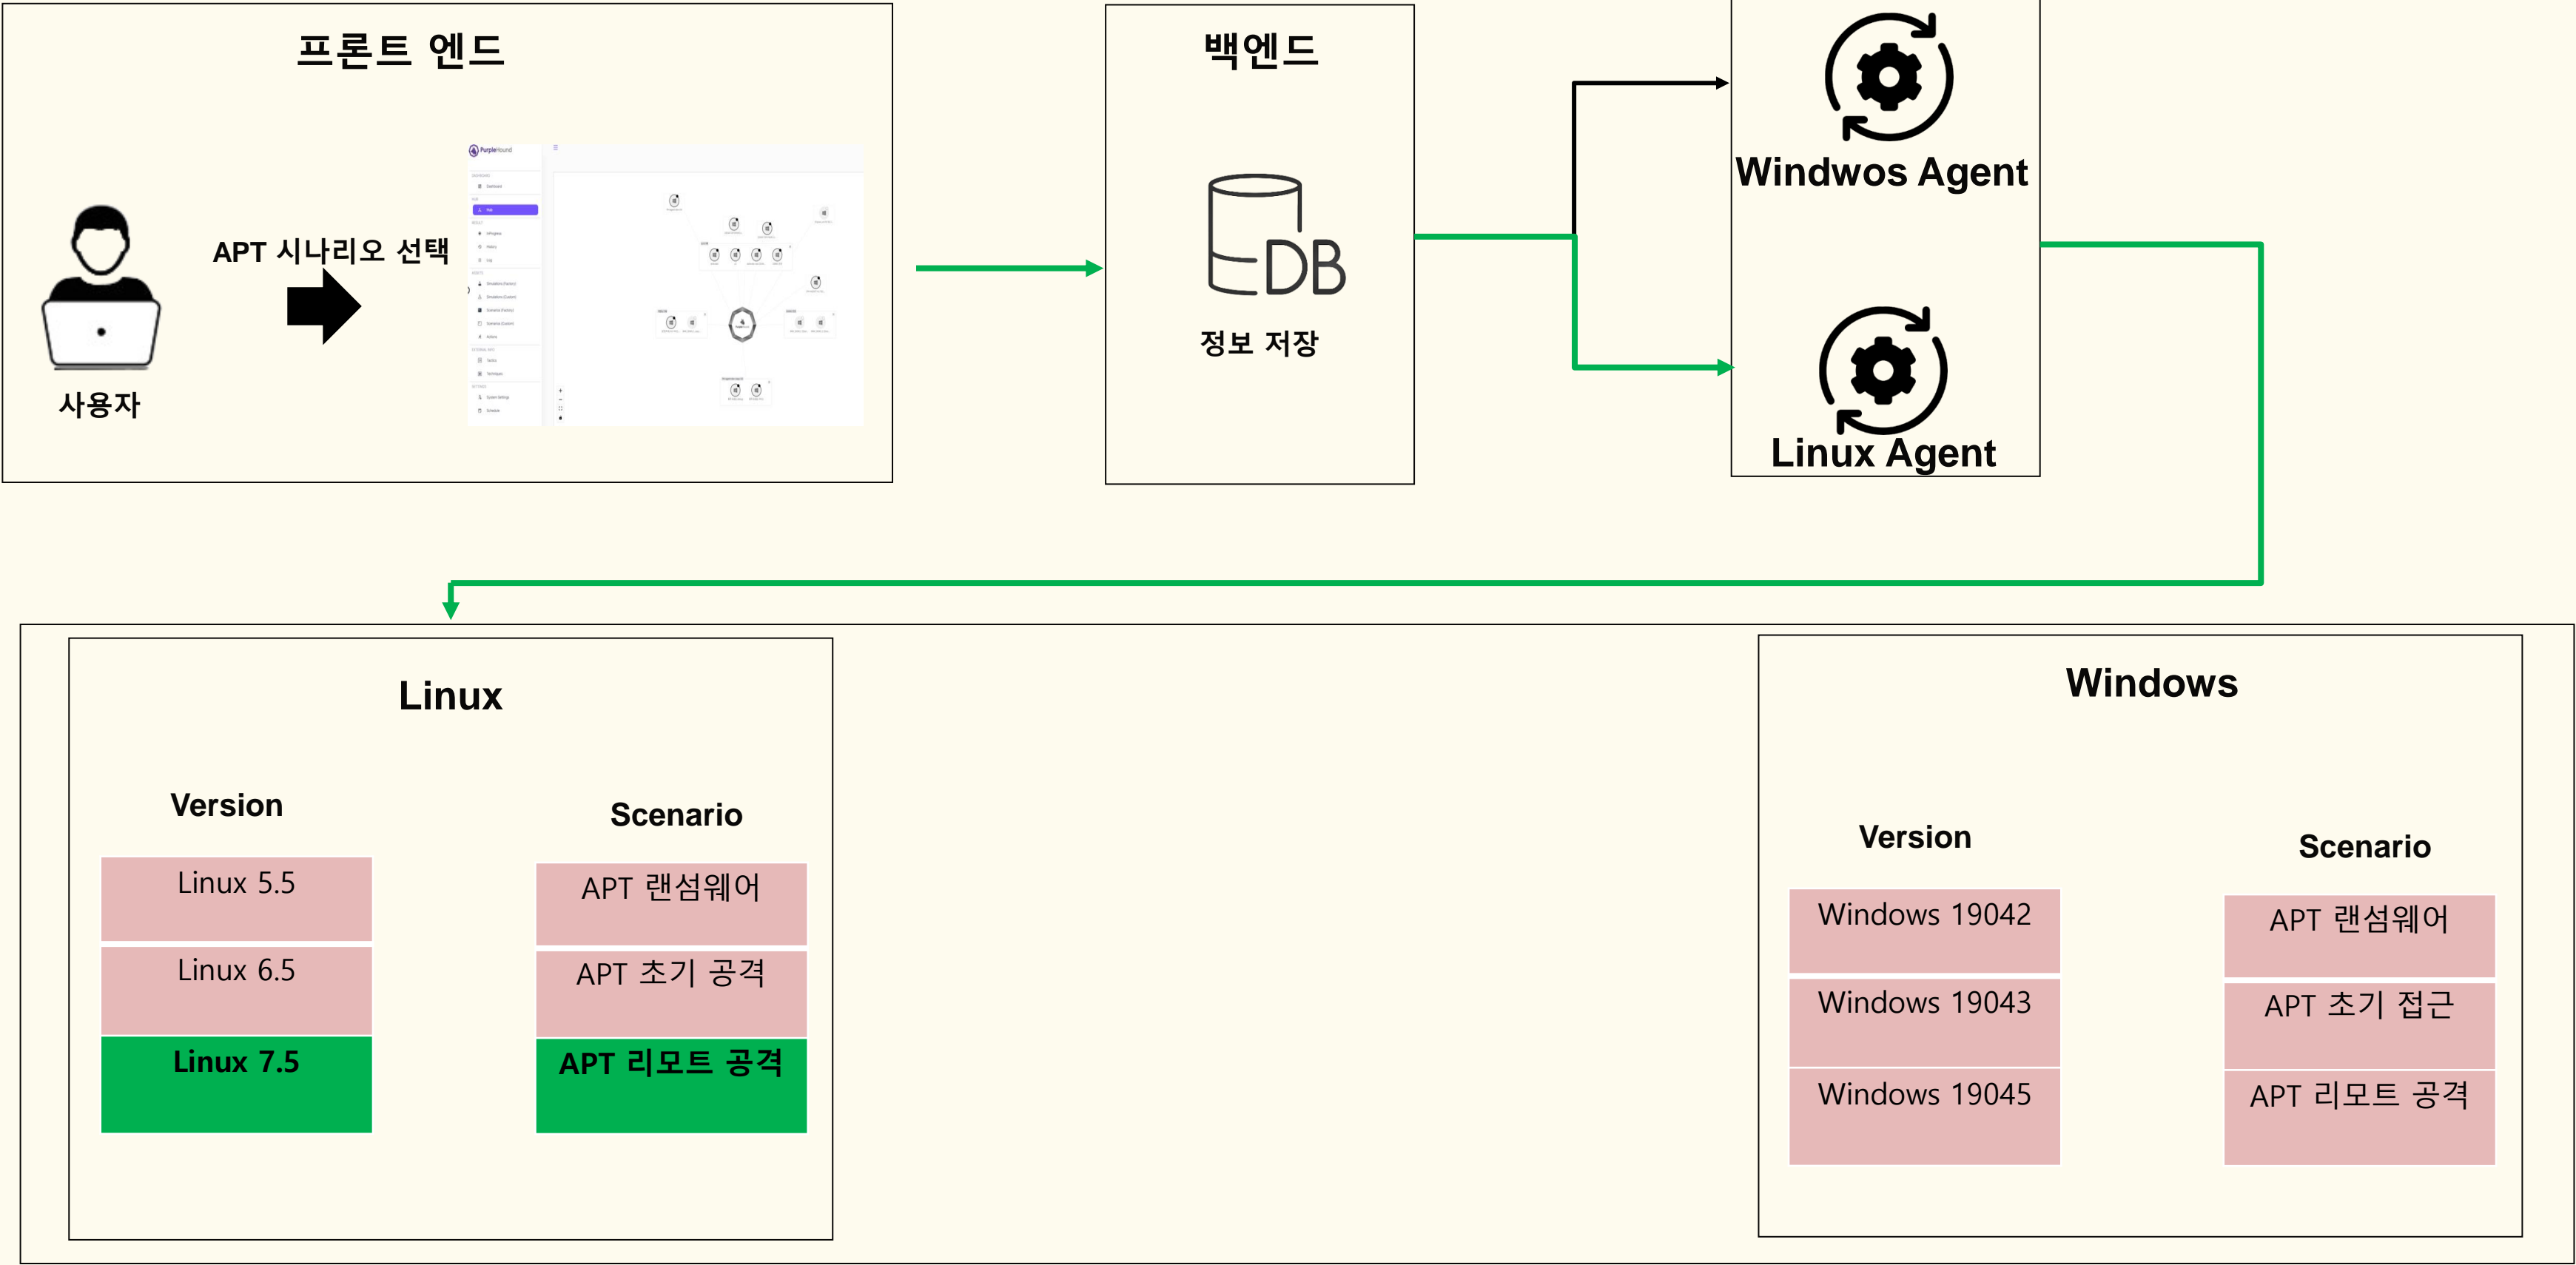 프론트 엔드
백엔드
PurpleHound
Dashboard
APT 시나리오 선택
사용자
DB
정보 저장
Windwos Agent
Linux Agent
Linux
Version
Scenario
Linux 5.5
APT 랜섬웨어
Linux 6.5
APT 초기 공격
Linux 7.5
APT 리모트 공격
Windows
Version
Scenario
Windows 19042
APT 랜섬웨어
Windows 19043
APT 초기 접근
Windows 19045
APT 리모트 공격